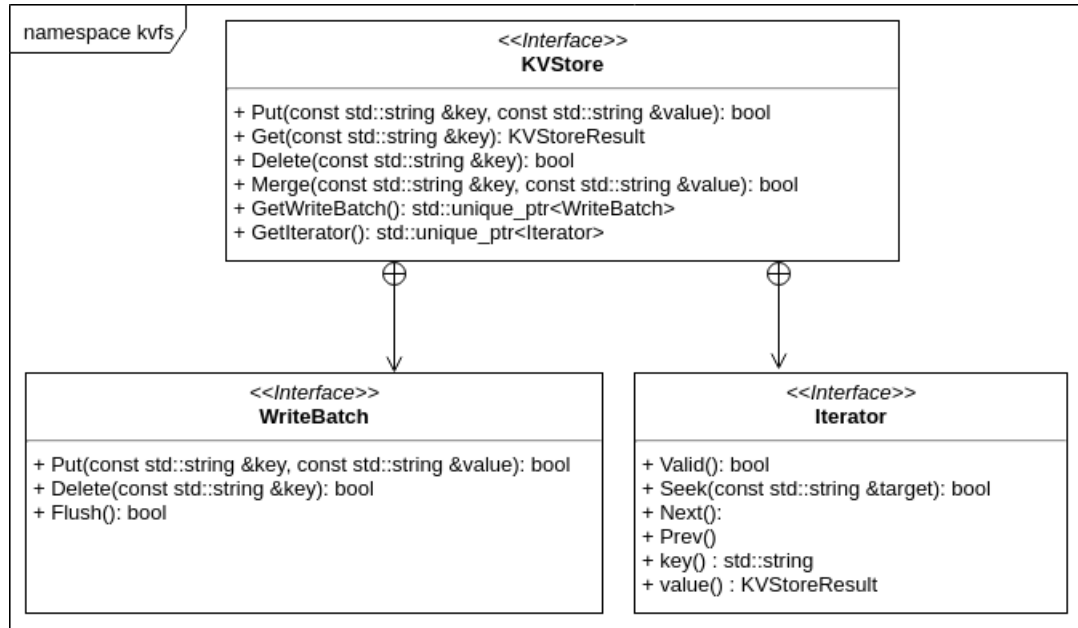 namespace kvfs
<<Interface>>
KVStore
+ Put(const std::string &key, const std::string &value): bool
+ Get(const std::string &key): KVStoreResult
+ Delete(const std::string &key): bool
+ Merge(const std::string &key, const std::string &value): bool
+ GetWriteBatch(): std::unique_ptr<WriteBatch>
+ GetIterator(): std::unique_ptr<Iterator>
<<Interface>>
WriteBatch
+ Put(const std::string &key, const std::string &value): bool
+ Delete(const std::string &key): bool
+ Flush(): bool
<<Interface>>
Iterator
+ Valid(): bool
+ Seek(const std::string &target): bool
+ Next():
+ Prev()
+ key() : std::string
+ value() : KVStoreResult